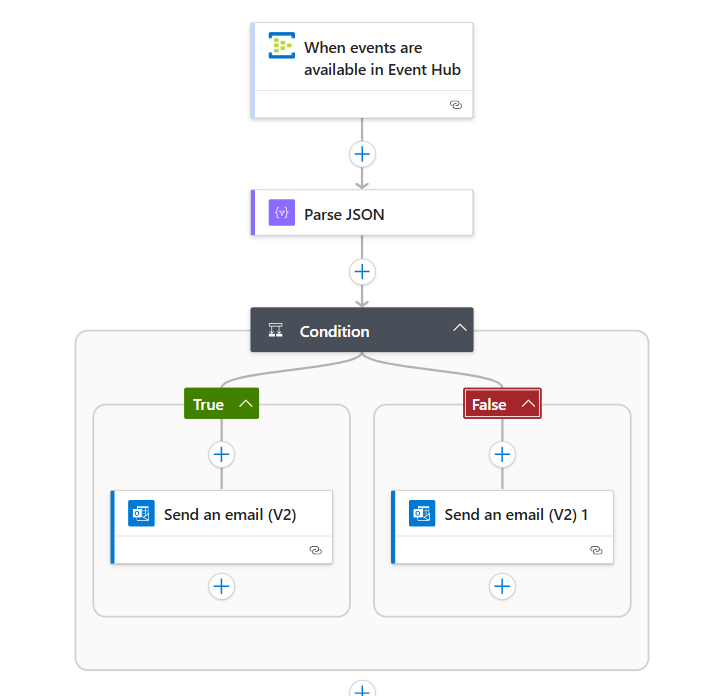 When events are
available in Event Hub
Parse JSON
Condition
True
False
Send an email (V2)
Send an email (V2) 1